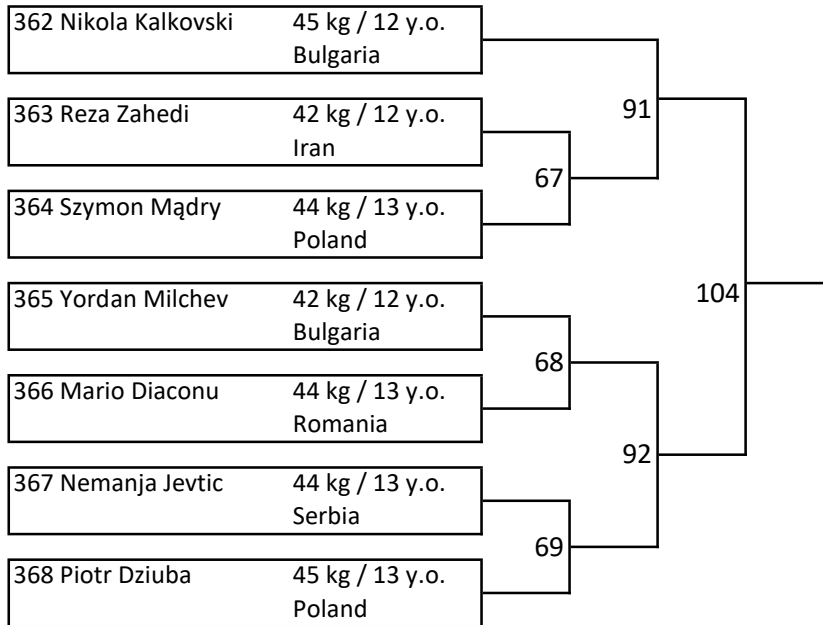 362 Nikola Kalkovski 45 kg / 12 y.o.
Bulgaria
91
363 Reza Zahedi 42 kg / 12 y.o.
Iran
67
364 Szymon Mądry 44 kg / 13 y.o.
Poland
365 Yordan Milchev 42 kg / 12 y.o.
104
Bulgaria
68
366 Mario Diaconu 44 kg / 13 y.o.
Romania
92
367 Nemanja Jevtic 44 kg / 13 y.o.
Serbia
69
368 Piotr Dziuba 45 kg / 13 y.o.
Poland